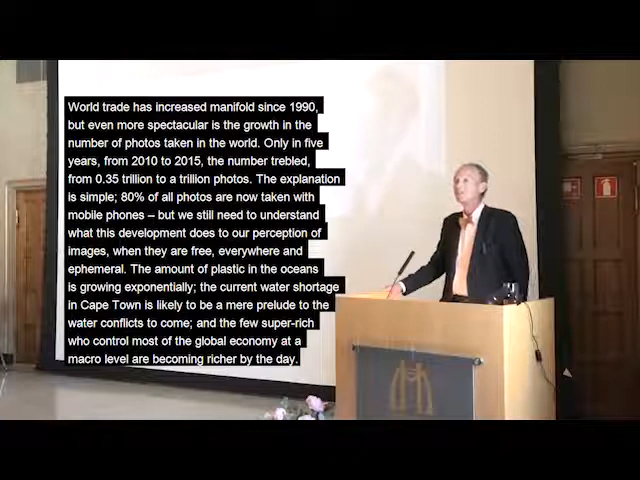 World trade has increased manifold since 1990,
but even more spectacular is the growth in the
number of photos taken in the world. Only in five
years, from 2010 to 2015, the number trebled,
from 0.35 trillion to a trillion photos. The explanation
is simple; 80% of all photos are now taken with
mobile phones – but we still need to understand
what this development does to our perception of
images, when they are free, everywhere and
ephemeral. The amount of plastic in the oceans
is growing exponentially; the current water shortage
in Cape Town is likely to be a mere prelude to the
water conflicts to come; and the few super-rich
who control most of the global economy at a
macro level are becoming richer by the day.